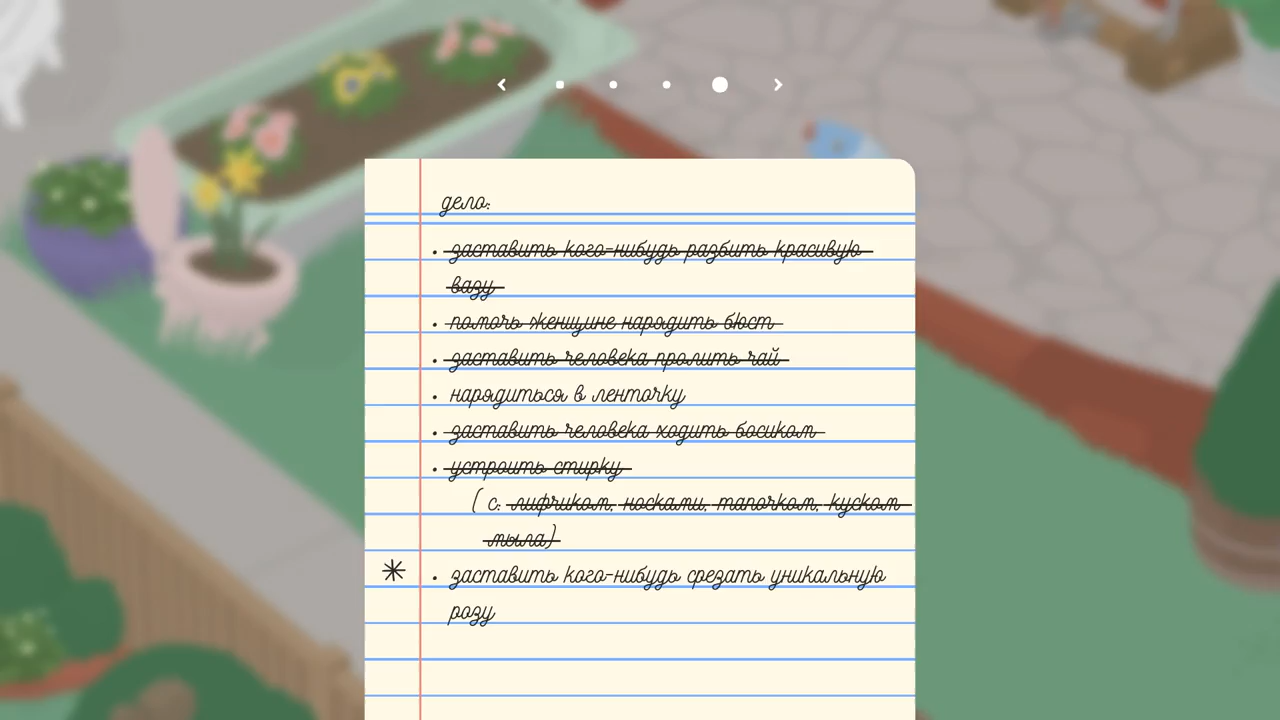 дело:
• заставить кого-нибудь разбить красивую
вазу
• помочь женщине нарядить бюст
• заставить человека пролить чай
• нарядиться в ленточку
• заставить человека ходить босиком
• устроить стирку
( с: лифчиком, носками, тапочком, куском
мыла)
* • заставить кого-нибудь срезать уникальную
розу